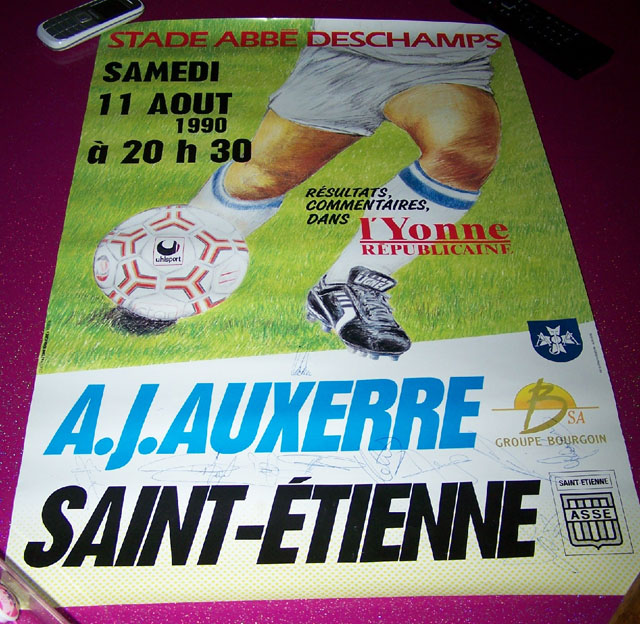 STADE ABBE DESCHAMPS
SAMEDI
11 AOUT
1990
à 20 h 30
RÉSULTATS,
COMMENTAIRES,
DANS l'Yonne
RÉPUBLICAINE
uhlsport
A.J.AUXERRE
B SA
GROUPE BOURGOIN
SAINT-ÉTIENNE
SAINT-ETIENNE
ASSE